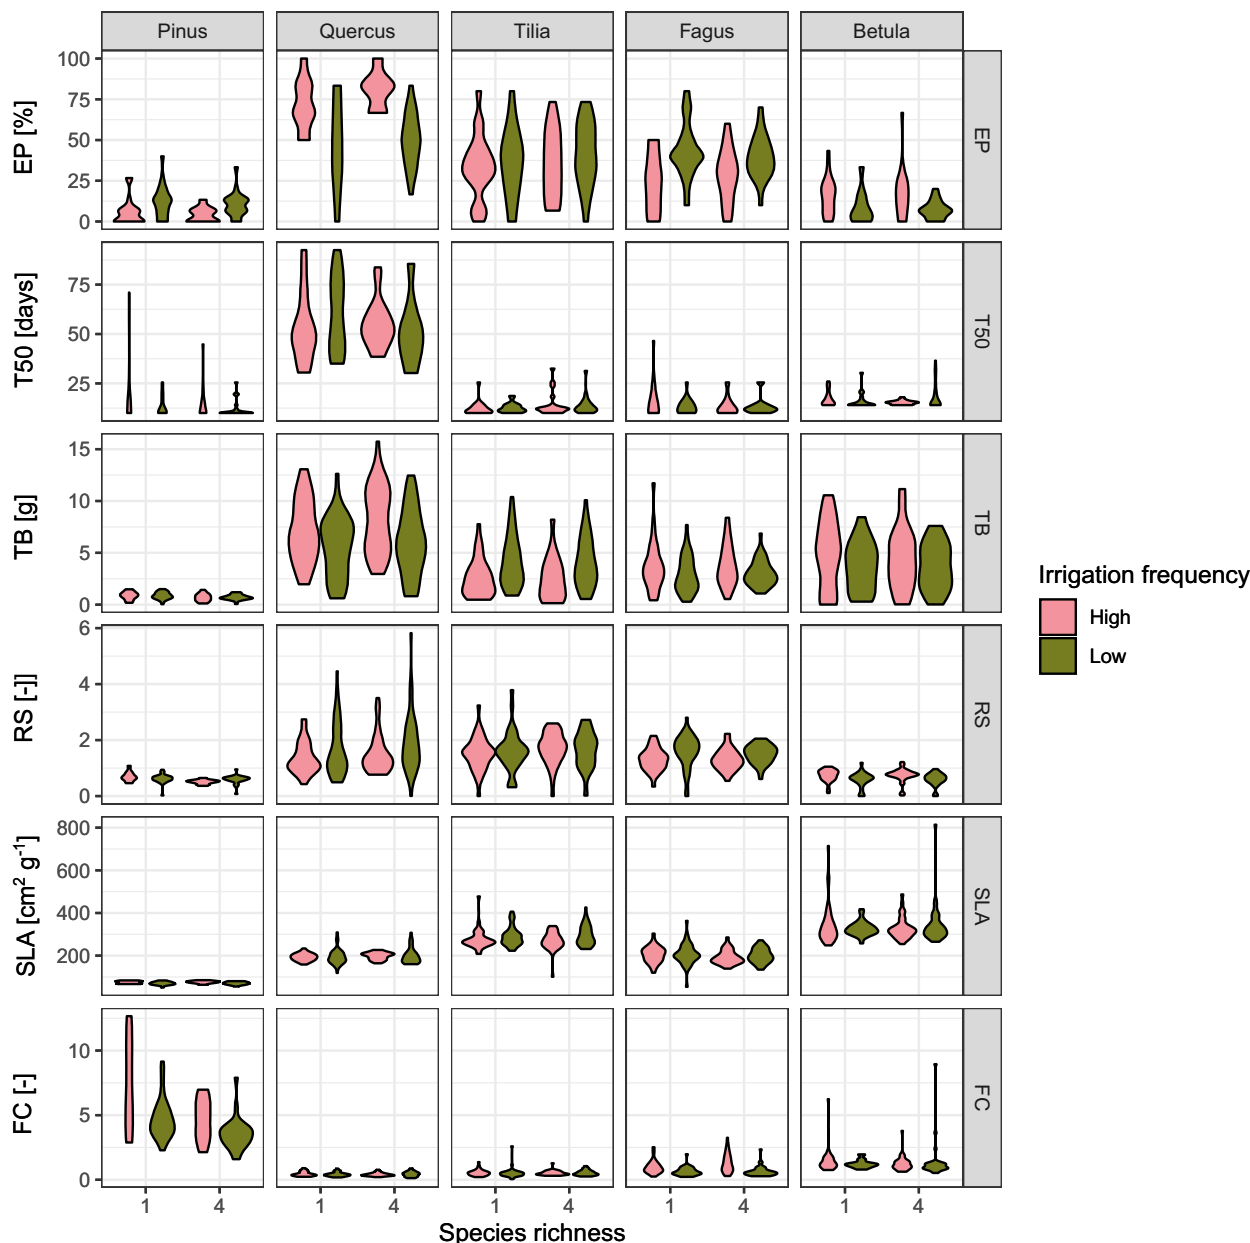 Pinus Quercus Tilia Fagus Betula
EP [%]
100
75
50
25
0
EP
T50 [days]
75
50
25
T50
TB [g]
15
10
5
0
TB
RS [-]]
6
4
2
0
RS
SLA [cm² g⁻¹]
800
600
400
200
SLA
FC [-]
10
5
0
FC
1 4 1 4 1 4 1 4 1 4
Species richness
Irrigation frequency
High
Low